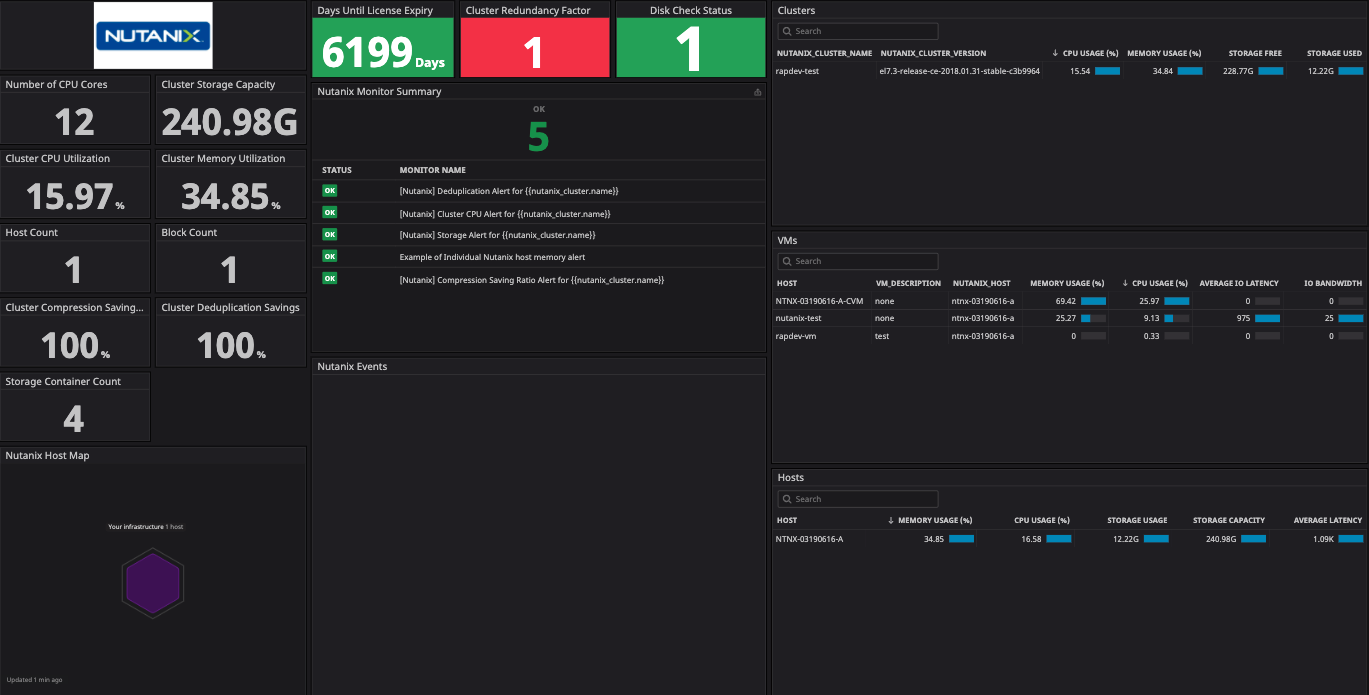 NUTANIX
Number of CPU Cores
12
Cluster Storage Capacity
240.98G
Cluster CPU Utilization
15.97 %
Cluster Memory Utilization
34.85 %
Host Count
1
Block Count
1
Cluster Compression Saving...
100 %
Cluster Deduplication Savings
100 %
Storage Container Count
4
Nutanix Host Map
Your infrastructure 1 host
Updated 1 min ago
Days Until License Expiry
6199 Days
Cluster Redundancy Factor
1
Disk Check Status
1
Nutanix Monitor Summary
OK
5
STATUS MONITOR NAME
OK [Nutanix] Deduplication Alert for {{nutanix_cluster.name}}
OK [Nutanix] Cluster CPU Alert for {{nutanix_cluster.name}}
OK [Nutanix] Storage Alert for {{nutanix_cluster.name}}
OK Example of Individual Nutanix host memory alert
OK [Nutanix] Compression Saving Ratio Alert for {{nutanix_cluster.name}}
Nutanix Events
Clusters
Search
NUTANIX_CLUSTER_NAME NUTANIX_CLUSTER_VERSION ↓ CPU USAGE (%) MEMORY USAGE (%) STORAGE FREE STORAGE USED
rapdev-test el7.3-release-ce-2018.01.31-stable-c3b9964 15.54 34.84 228.77G 12.22G
VMs
Search
HOST VM_DESCRIPTION NUTANIX_HOST MEMORY USAGE (%) ↓ CPU USAGE (%) AVERAGE IO LATENCY IO BANDWIDTH
NTNX-03190616-A-CVM none ntnx-03190616-a 69.42 25.97 0 0
nutanix-test none ntnx-03190616-a 25.27 9.13 975 25
rapdev-vm test ntnx-03190616-a 0 0.33 0 0
Hosts
Search
HOST ↓ MEMORY USAGE (%) CPU USAGE (%) STORAGE USAGE STORAGE CAPACITY AVERAGE LATENCY
NTNX-03190616-A 34.85 16.58 12.22G 240.98G 1.09K